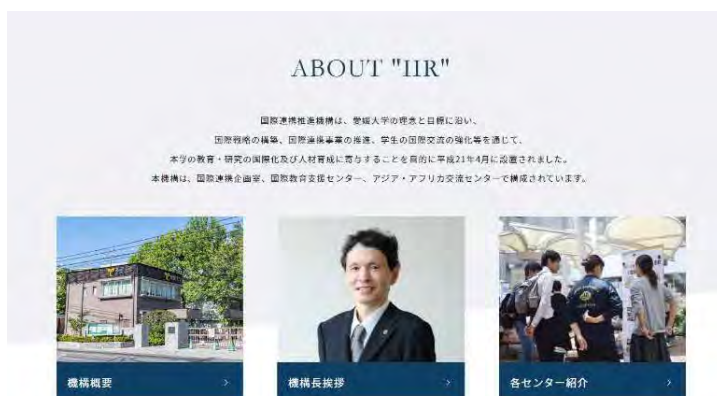 ABOUT "IIR"
国際連携推進機構は、愛媛大学の理念と目標に沿い、
国際戦略の構築、国際連携事業の推進、学生の国際交流の強化等を通じて、
本学の教育・研究の国際化及び人材育成に寄与することを目的に平成21年4月に設置されました。
本機構は、国際連携企画室、国際教育支援センター、アジア・アフリカ交流センターで構成されています。
機構概要 >
機構長挨拶 >
各センター紹介 >